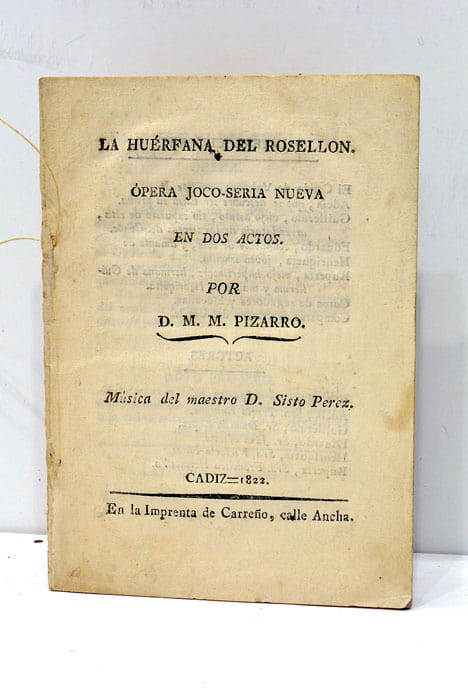 LA HUÉRFANA DEL ROSELLON.
ÓPERA JOCO-SERIA NUEVA
EN DOS ACTOS.
POR
D. M. M. PIZARRO.
Música del maestro D. Sisto Perez.
CADIZ=1822.
En la Imprenta de Carreño, calle Ancha.